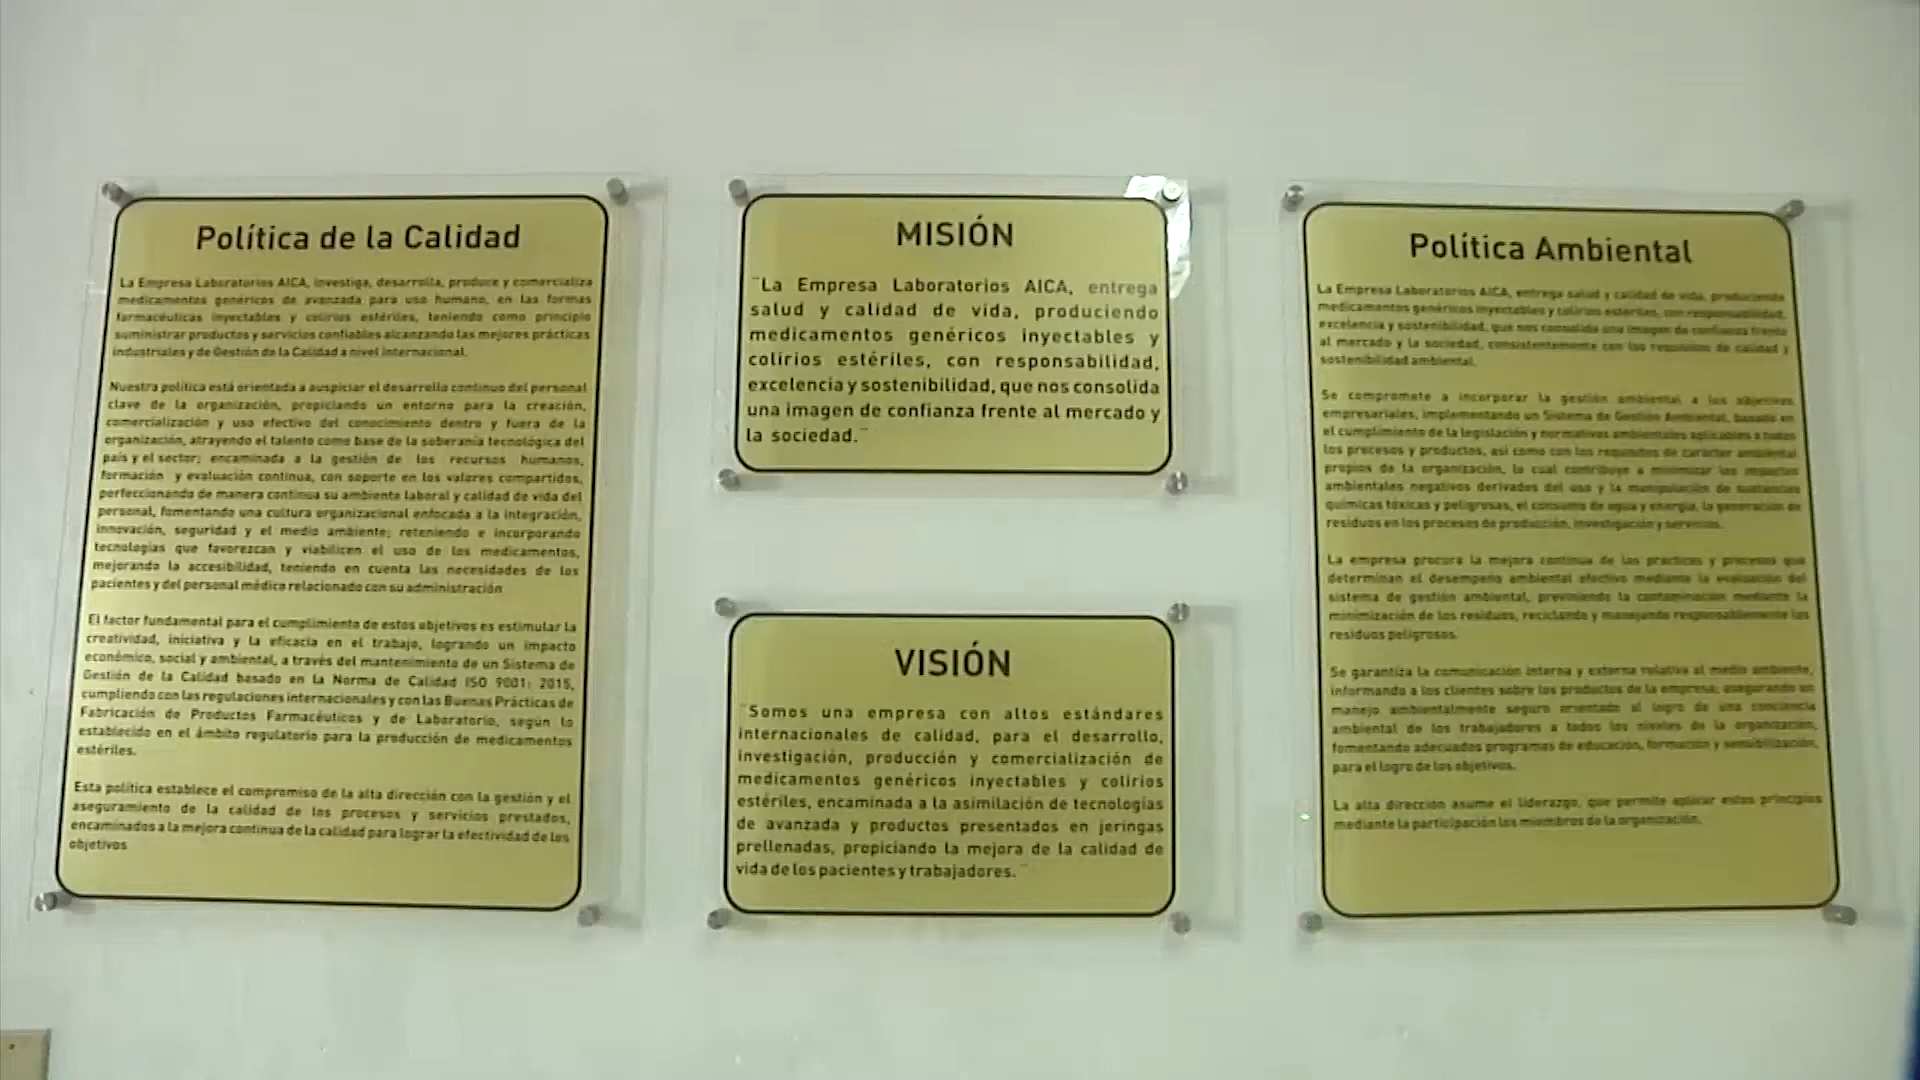 Política de la Calidad
La Empresa Laboratorios AICA, investiga, desarrolla, produce y comercializa
medicamentos genéricos de avanzada para uso humano, en las formas
farmacéuticas inyectables y colirios estériles, teniendo como principio
suministrar productos y servicios confiables alcanzando las mejores prácticas
industriales y de Gestión de la Calidad a nivel internacional.
Nuestra política está orientada a auspiciar el desarrollo continuo del personal
clave de la organización, propiciando un entorno para la creación,
comercialización y uso efectivo del conocimiento dentro y fuera de la
organización, atrayendo el talento como base de la soberanía tecnológica del
país y el sector; encaminada a la gestión de los recursos humanos,
formación y evaluación continua, con soporte en los valores compartidos,
perfeccionando de manera continua su ambiente laboral y calidad de vida del
personal, fomentando una cultura organizacional enfocada a la integración,
innovación, seguridad y el medio ambiente; reteniendo e incorporando
tecnologías que favorezcan y viabilicen el uso de los medicamentos,
mejorando la accesibilidad, teniendo en cuenta las necesidades de los
pacientes y del personal médico relacionado con su administración
El factor fundamental para el cumplimiento de estos objetivos es estimular la
creatividad, iniciativa y la eficacia en el trabajo, logrando un impacto
económico, social y ambiental, a través del mantenimiento de un Sistema de
Gestión de la Calidad basado en la Norma de Calidad ISO 9001: 2015,
cumpliendo con las regulaciones internacionales y con las Buenas Prácticas de
Fabricación de Productos Farmacéuticos y de Laboratorio, según lo
establecido en el ámbito regulatorio para la producción de medicamentos
estériles.
Esta política establece el compromiso de la alta dirección con la gestión y el
aseguramiento de la calidad de los procesos y servicios prestados,
encaminados a la mejora continua de la calidad para lograr la efectividad de los
objetivos
MISIÓN
¨La Empresa Laboratorios AICA, entrega
salud y calidad de vida, produciendo
medicamentos genéricos inyectables y
colirios estériles, con responsabilidad,
excelencia y sostenibilidad, que nos consolida
una imagen de confianza frente al mercado y
la sociedad.¨
VISIÓN
¨Somos una empresa con altos estándares
internacionales de calidad, para el desarrollo,
investigación, producción y comercialización de
medicamentos genéricos inyectables y colirios
estériles, encaminada a la asimilación de tecnologías
de avanzada y productos presentados en jeringas
prellenadas, propiciando la mejora de la calidad de
vida de los pacientes y trabajadores.¨
Política Ambiental
La Empresa Laboratorios AICA, entrega salud y calidad de vida, produciendo
medicamentos genéricos inyectables y colirios estériles, con responsabilidad,
excelencia y sostenibilidad, que nos consolida una imagen de confianza frente
al mercado y la sociedad, consistentemente con los requisitos de calidad y
sostenibilidad ambiental.
Se compromete a incorporar la gestión ambiental a los objetivos
empresariales, implementando un Sistema de Gestión Ambiental, basado en
el cumplimiento de la legislación y normativas ambientales aplicables a todos
los procesos y productos, así como con los requisitos de carácter ambiental
propios de la organización, lo cual contribuye a minimizar los impactos
ambientales negativos derivados del uso y la manipulación de sustancias
químicas tóxicas y peligrosas, el consumo de agua y energía, la generación de
residuos en los procesos de producción, investigación y servicios.
La empresa procura la mejora continua de las prácticas y procesos que
determinan el desempeño ambiental efectivo mediante la evaluación del
sistema de gestión ambiental, previniendo la contaminación mediante la
minimización de los residuos, reciclando y manejando responsablemente los
residuos peligrosos.
Se garantiza la comunicación interna y externa relativa al medio ambiente,
informando a los clientes sobre los productos de la empresa; asegurando un
manejo ambientalmente seguro orientado al logro de una conciencia
ambiental de los trabajadores a todos los niveles de la organización,
fomentando adecuados programas de educación, formación y sensibilización,
para el logro de los objetivos.
La alta dirección asume el liderazgo, que permite aplicar estos principios
mediante la participación los miembros de la organización.